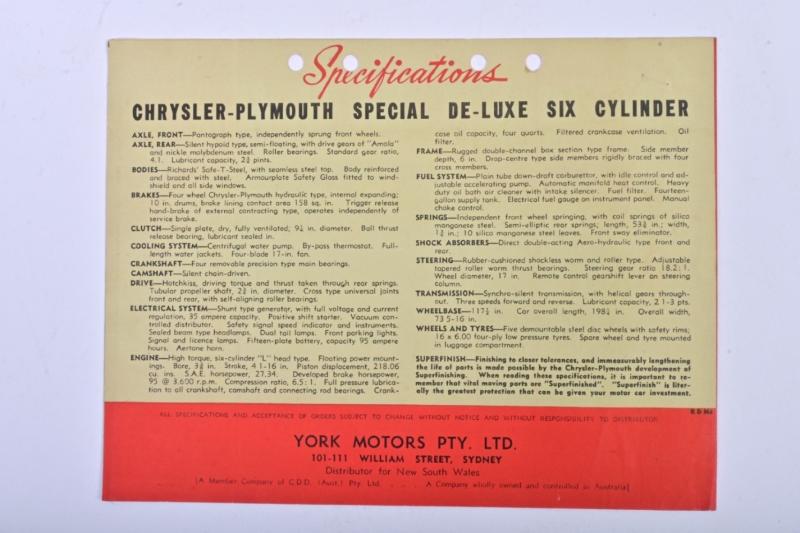 Specifications
CHRYSLER-PLYMOUTH SPECIAL DE-LUXE SIX CYLINDER
AXLE, FRONT—Pantograph type, independently sprung front wheels.
AXLE, REAR—Silent hypoid type, semi-floating, with drive gears of "Amola"
and nickle molybdenum steel. Roller bearings. Standard gear ratio,
4.1. Lubricant capacity, 2¾ pints.
BODIES—Richards' Safe-T-Steel, with seamless steel top. Body reinforced
and braced with steel. Armourplate Safety Glass fitted to wind-
shield and all side windows.
BRAKES—Four wheel Chrysler-Plymouth hydraulic type, internal expanding;
10 in. drums, brake lining contact area 158 sq. in. Trigger release
hand-brake of external contracting type, operates independently of
service brake.
CLUTCH—Single plate, dry, fully ventilated; 9¼ in. diameter. Ball thrust
release bearing, lubricant sealed in.
COOLING SYSTEM—Centrifugal water pump. By-pass thermostat. Full-
length water jackets. Four-blade 17-in. fan.
CRANKSHAFT—Four removable precision type main bearings.
CAMSHAFT—Silent chain-driven.
DRIVE—Hotchkiss, driving torque and thrust taken through rear springs.
Tubular propeller shaft, 2¾ in. diameter. Cross type universal joints
front and rear, with self-aligning roller bearings.
ELECTRICAL SYSTEM—Shunt type generator, with full voltage and current
regulation, 35 ampere capacity. Positive shift starter. Vacuum con-
trolled distributor. Safety signal speed indicator and instruments.
Sealed beam type headlamps. Dual tail lamps. Front parking lights.
Signal and licence lamps. Fifteen-plate battery, capacity 95 ampere
hours. Aertone horn.
ENGINE—High torque, six-cylinder "L" head type. Floating power mount-
ings. Bore, 3¼ in. Stroke, 4 1-16 in. Piston displacement, 218.06
cu. ins. S.A.E. horsepower, 27.34. Developed brake horsepower,
95 @ 3,600 r.p.m. Compression ratio, 6.5 : 1. Full pressure lubrica-
tion to all crankshaft, camshaft and connecting rod bearings. Crank-
case oil capacity, four quarts. Filtered crankcase ventilation. Oil
filter.
FRAME—Rugged double-channel box section type frame. Side member
depth, 6 in. Drop-centre type side members rigidly braced with four
cross members.
FUEL SYSTEM—Plain tube down-draft carburettor, with idle control and ad-
justable accelerating pump. Automatic manifold heat control. Heavy
duty oil bath air cleaner with intake silencer. Fuel filter. Fourteen-
gallon supply tank. Electrical fuel gauge on instrument panel. Manual
choke control.
SPRINGS—Independent front wheel springing, with coil springs of silico
manganese steel. Semi-elliptic rear springs; length, 53½ in.; width,
1¾ in.; 10 silico manganese steel leaves. Front sway eliminator.
SHOCK ABSORBERS—Direct double-acting Aero-hydraulic type front and
rear.
STEERING—Rubber-cushioned shockless worm and roller type. Adjustable
tapered roller worm thrust bearings. Steering gear ratio 18.2 : 1.
Wheel diameter, 17 in. Remote control gearshift lever on steering
column.
TRANSMISSION—Synchro-silent transmission, with helical gears through-
out. Three speeds forward and reverse. Lubricant capacity, 2 1-3 pts.
WHEELBASE—117½ in. Car overall length, 198¼ in. Overall width,
73 5-16 in.
WHEELS AND TYRES—Five demountable steel disc wheels with safety rims;
16 x 6.00 four-ply low pressure tyres. Spare wheel and tyre mounted
in luggage compartment.
SUPERFINISH—Finishing to closer tolerances, and immeasurably lengthening
the life of parts is made possible by the Chrysler-Plymouth development of
Superfinishing. When reading these specifications, it is important to re-
member that vital moving parts are "Superfinished". "Superfinish" is liter-
ally the greatest protection that can be given your motor car investment.
ALL SPECIFICATIONS AND ACCEPTANCE OF ORDERS SUBJECT TO CHANGE WITHOUT NOTICE AND WITHOUT RESPONSIBILITY TO DISTRIBUTOR
YORK MOTORS PTY. LTD.
101-111 WILLIAM STREET, SYDNEY
Distributor for New South Wales
[A Member Company of C.D.D. (Aust.) Pty. Ltd. . . . . A Company wholly owned and controlled in Australia]